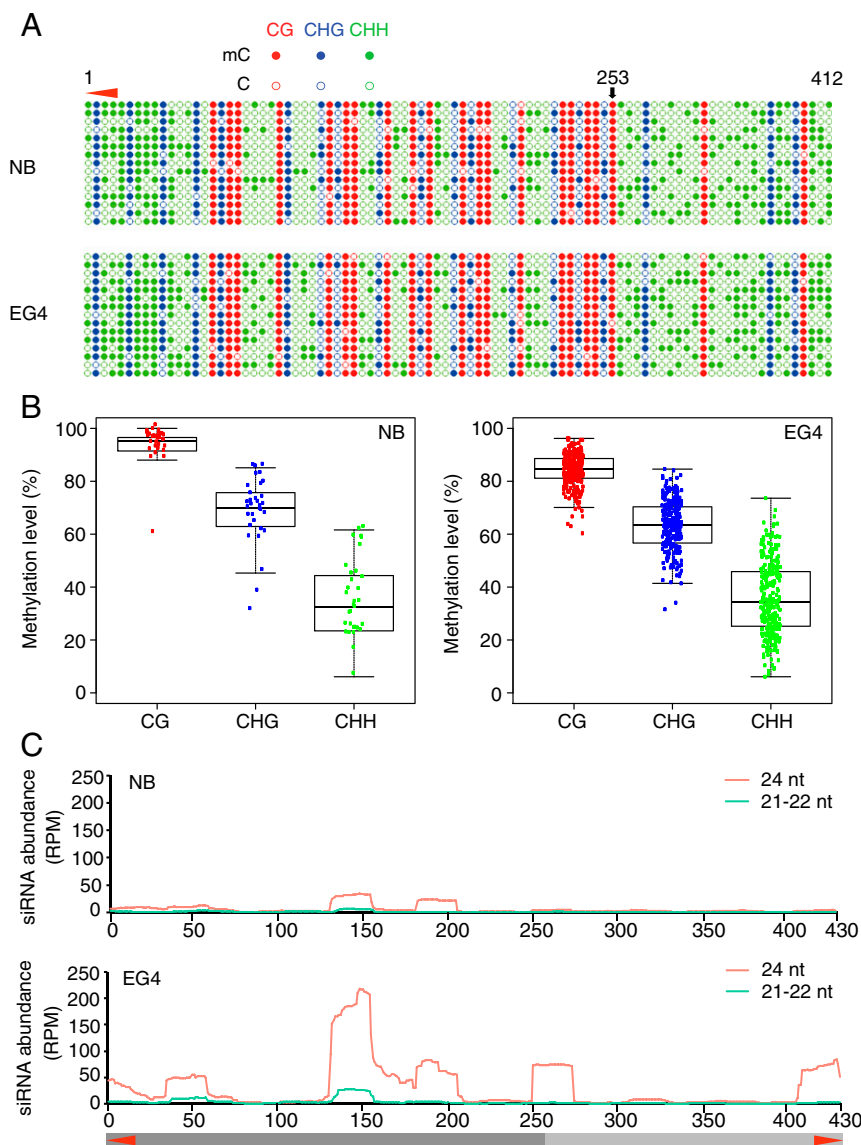 A
CG CHG CHH
mC
C
1 253 412
NB
EG4
B
Methylation level (%)
100
80
60
40
20
0
NB
CG CHG CHH
Methylation level (%)
100
80
60
40
20
0
EG4
CG CHG CHH
C
siRNA abundance
(RPM)
250
200
150
100
50
0
NB
24 nt
21-22 nt
0 50 100 150 200 250 300 350 400 430
siRNA abundance
(RPM)
250
200
150
100
50
0
EG4
24 nt
21-22 nt
0 50 100 150 200 250 300 350 400 430